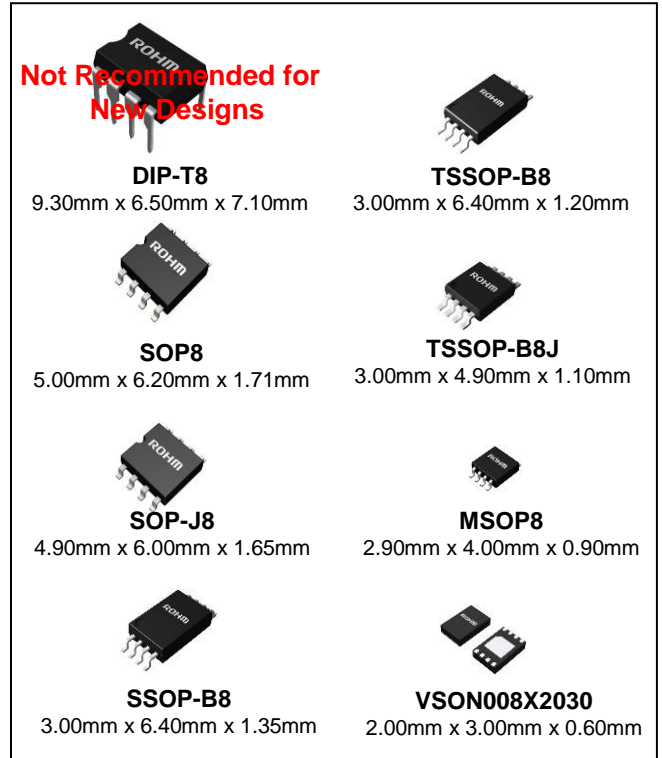 ROHM
Not Recommended for
New Designs
DIP-T8
9.30mm x 6.50mm x 7.10mm
ROHM
TSSOP-B8
3.00mm x 6.40mm x 1.20mm
ROHM
SOP8
5.00mm x 6.20mm x 1.71mm
ROHM
TSSOP-B8J
3.00mm x 4.90mm x 1.10mm
ROHM
SOP-J8
4.90mm x 6.00mm x 1.65mm
ROHM
MSOP8
2.90mm x 4.00mm x 0.90mm
ROHM
SSOP-B8
3.00mm x 6.40mm x 1.35mm
ROHM
VSON008X2030
2.00mm x 3.00mm x 0.60mm